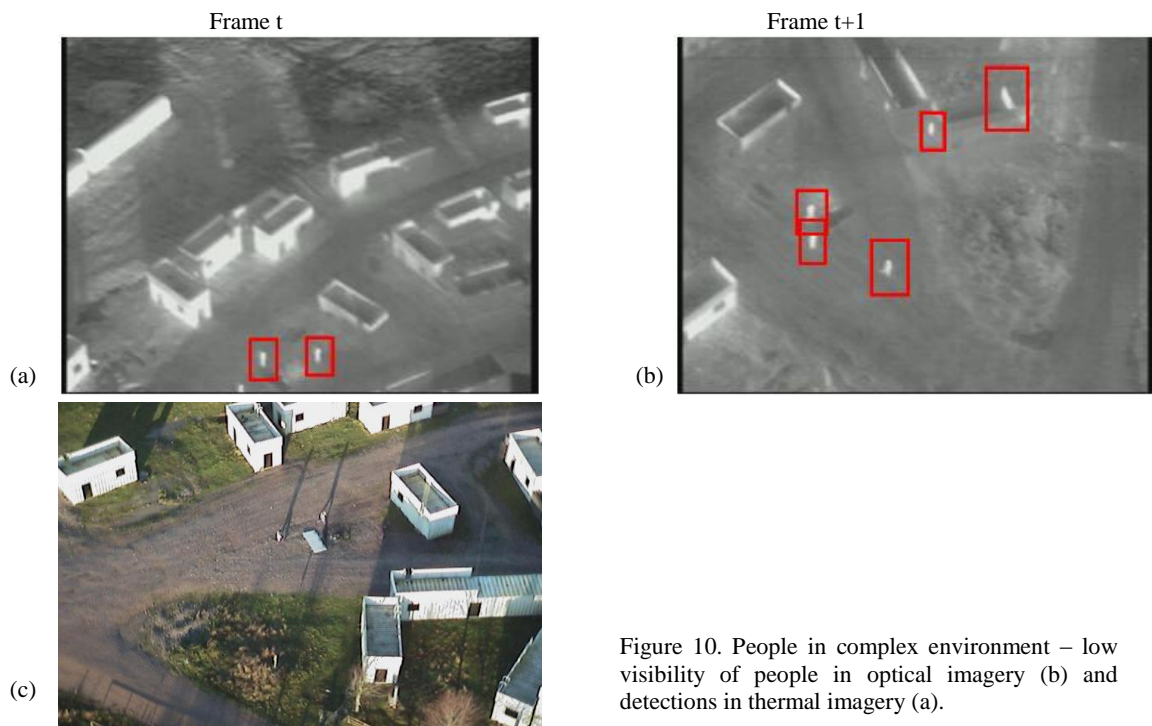 Frame t
Frame t+1
(a)
(b)
(c)
Figure 10. People in complex environment – low
visibility of people in optical imagery (b) and
detections in thermal imagery (a).